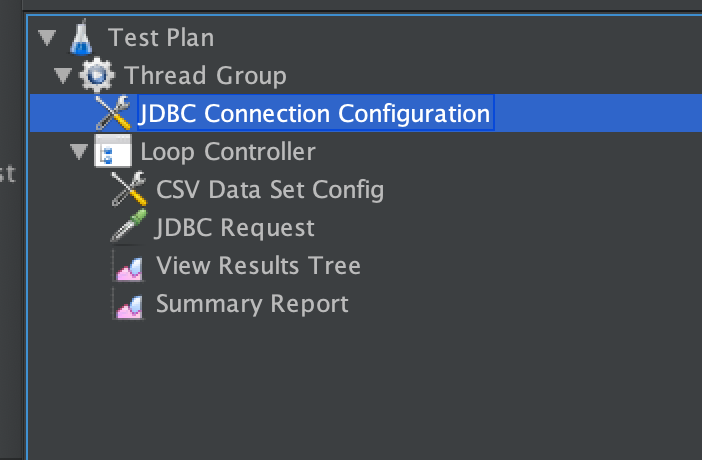 Test Plan
Thread Group
JDBC Connection Configuration
Loop Controller
st
CSV Data Set Config
JDBC Request
View Results Tree
Summary Report